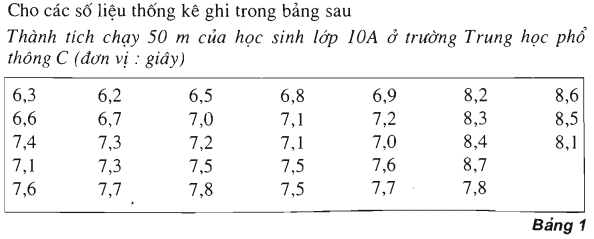 Cho các số liệu thống kê ghi trong bảng sau
Thành tích chạy 50 m của học sinh lớp 10A ở trường Trung học phổ
thông C (đơn vị : giây)
6,3 6,2 6,5 6,8 6,9 8,2 8,6
6,6 6,7 7,0 7,1 7,2 8,3 8,5
7,4 7,3 7,2 7,1 7,0 8,4 8,1
7,1 7,3 7,5 7,5 7,6 8,7
7,6 7,7 7,8 7,5 7,7 7,8
Bảng 1